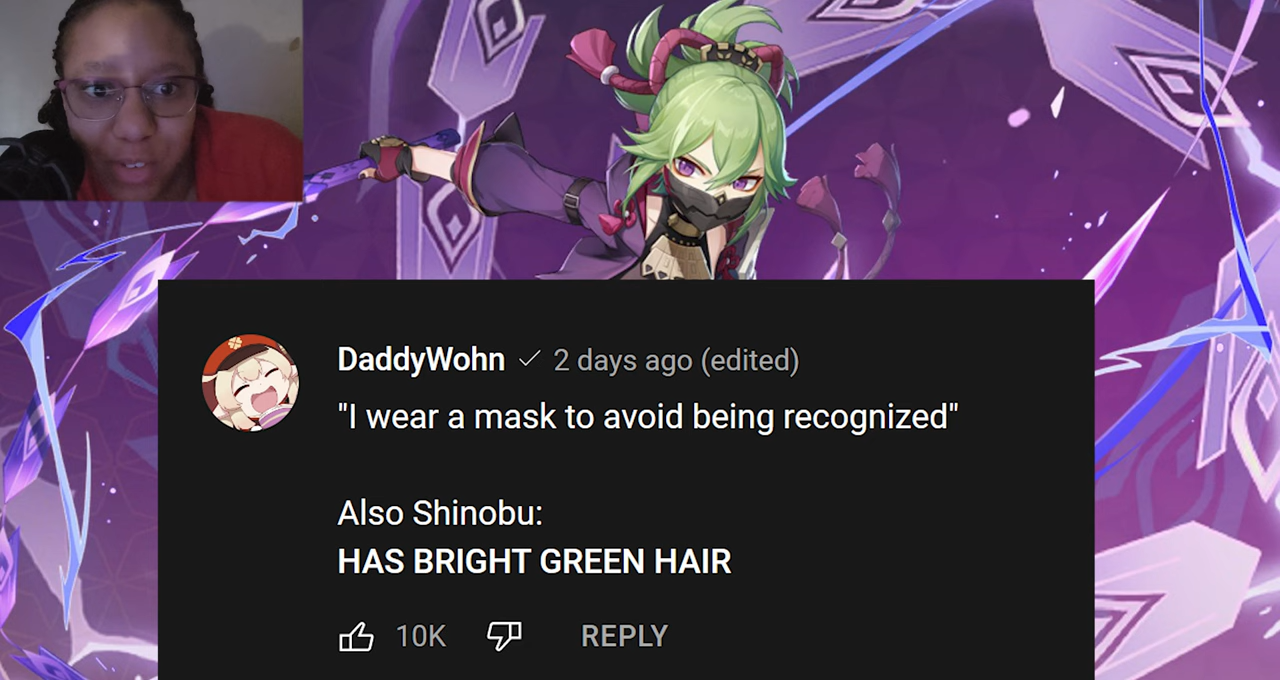 DaddyWohn ✓ 2 days ago (edited)
"I wear a mask to avoid being recognized"
Also Shinobu:
HAS BRIGHT GREEN HAIR
10K REPLY